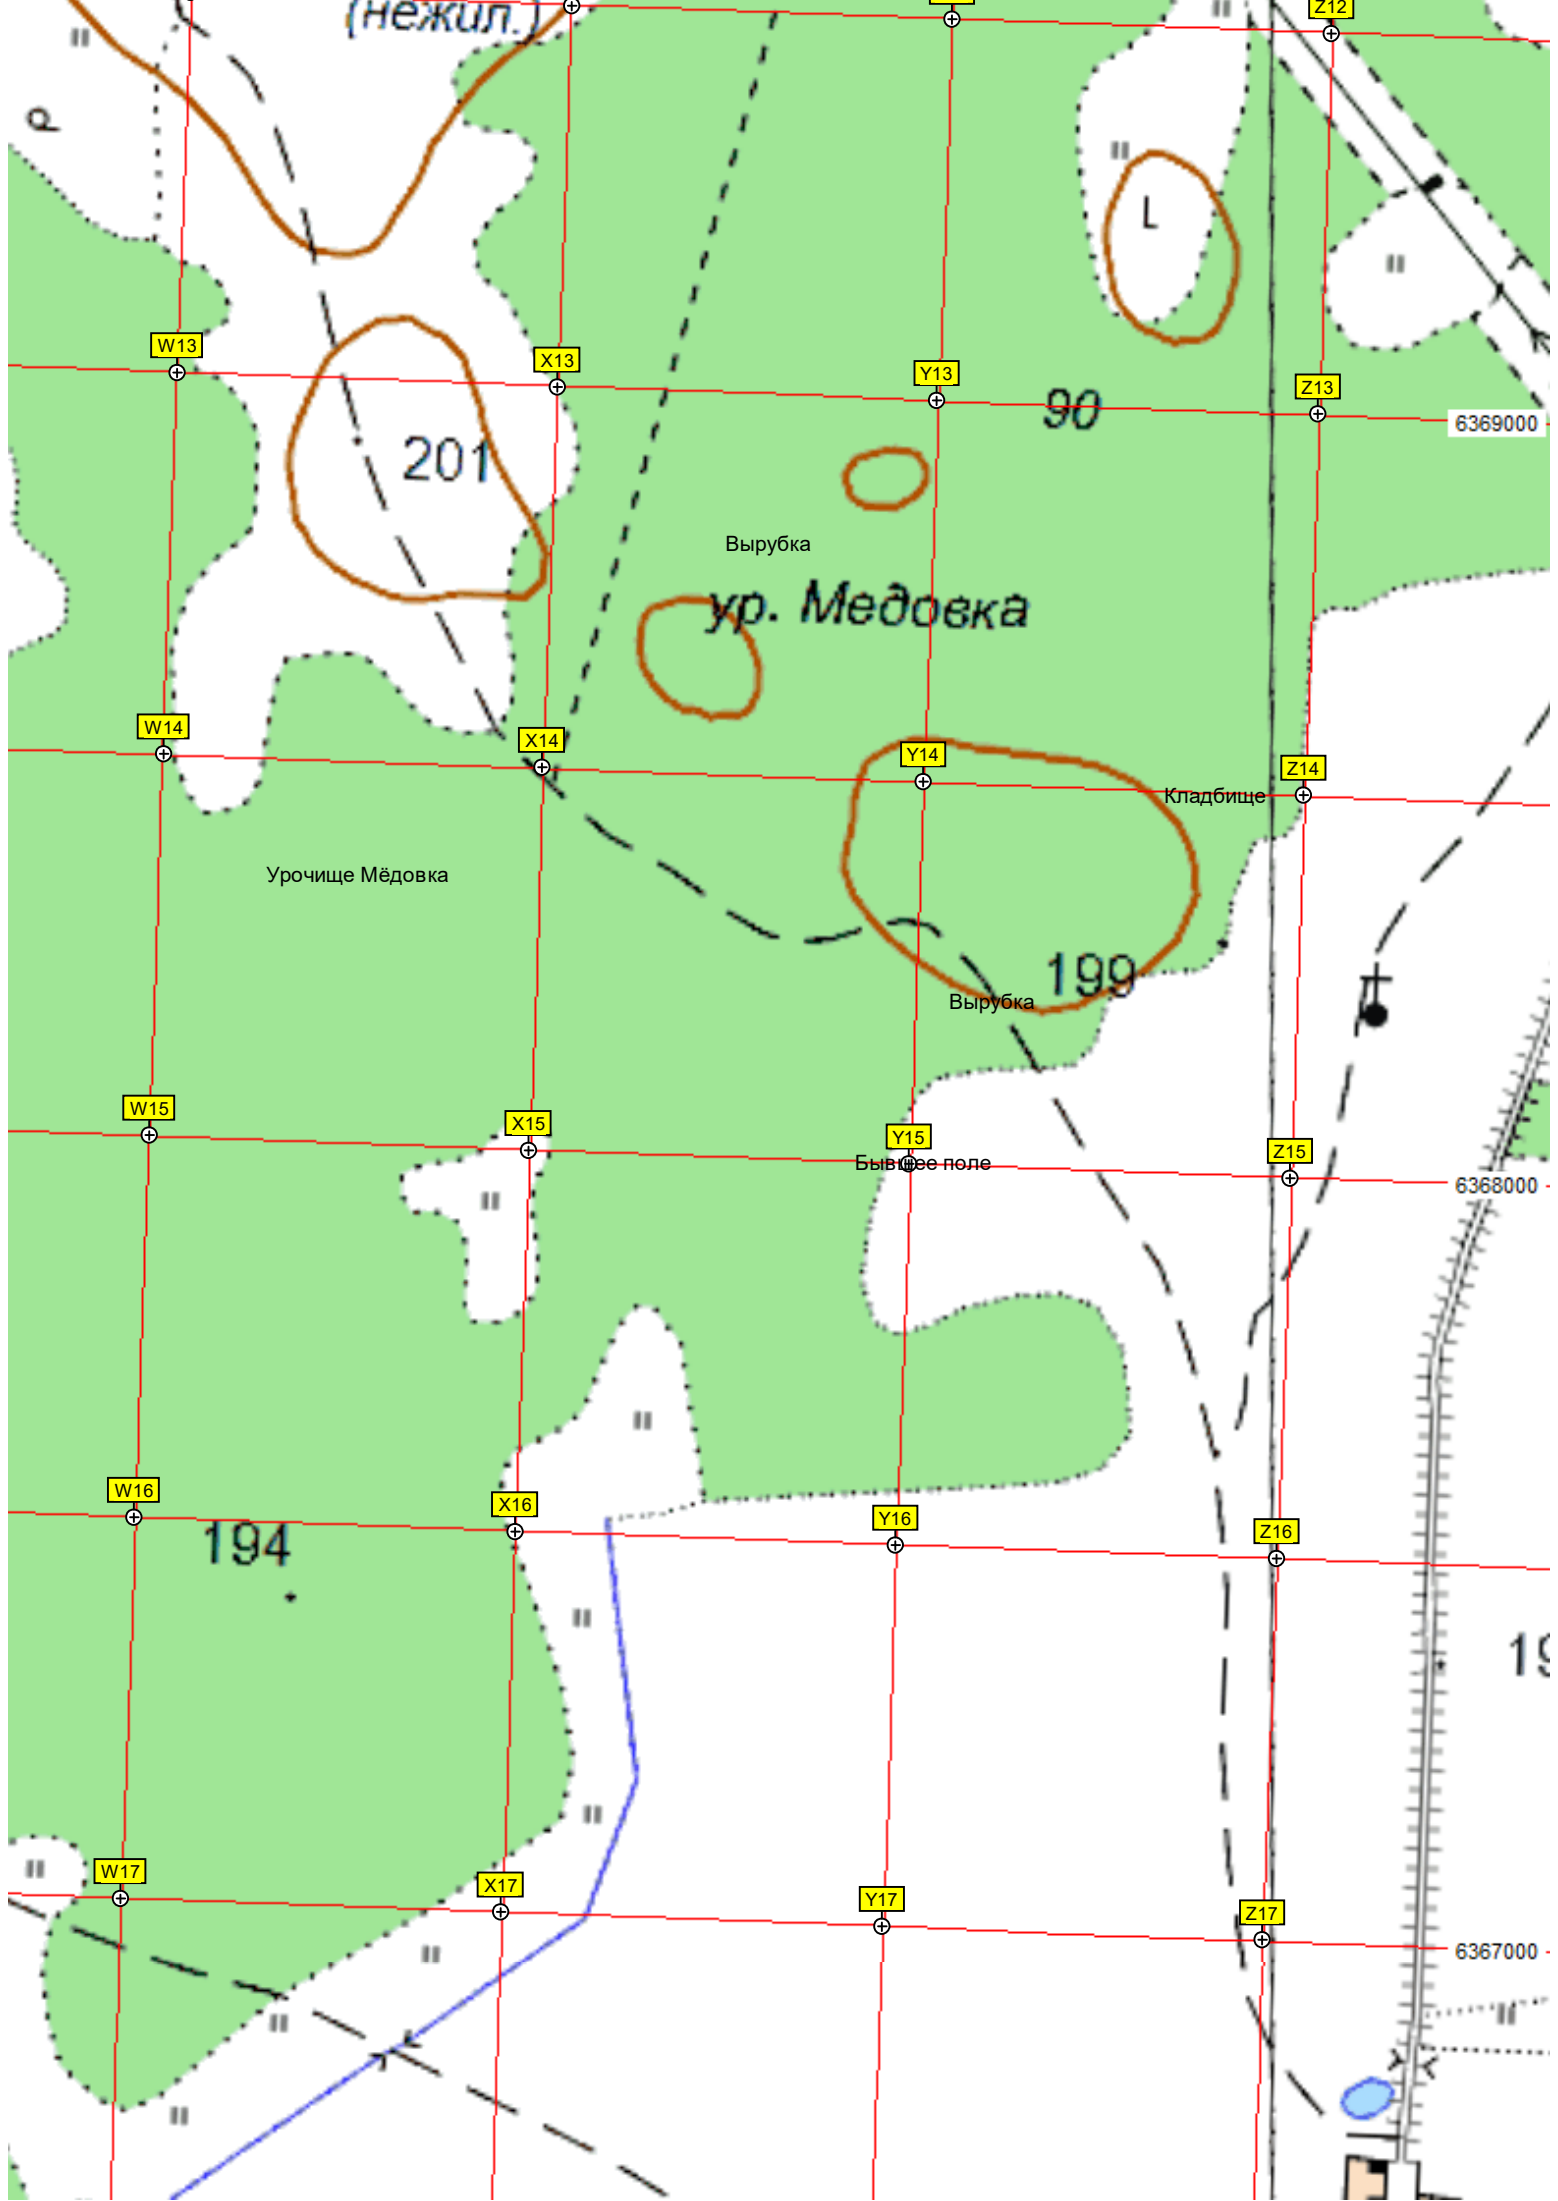 (нежил.)
Z12
р
L
W13
X13
Y13
Z13
90
6369000
201
Вырубка
ур. Медовка
W14
X14
Y14
Z14
Кладбище
Урочище Мёдовка
199
Вырубка
W15
X15
Y15
Z15
Бывшее поле
6368000
W16
X16
Y16
Z16
194
19
W17
X17
Y17
Z17
6367000